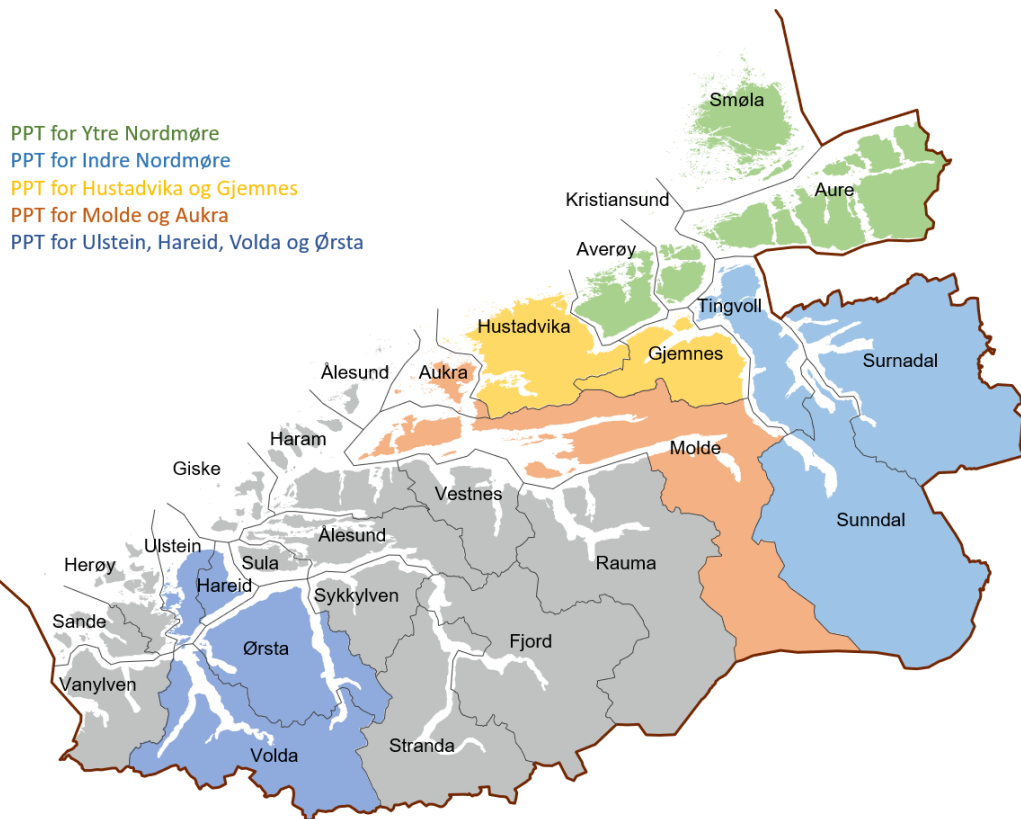 PPT for Ytre Nordmøre
PPT for Indre Nordmøre
PPT for Hustadvika og Gjemnes
PPT for Molde og Aukra
PPT for Ulstein, Hareid, Volda og Ørsta
Smøla
Aure
Kristiansund
Averøy
Tingvoll
Hustadvika
Gjemnes
Surnadal
Ålesund
Aukra
Haram
Molde
Giske
Vestnes
Sunndal
Ålesund
Ulstein
Herøy
Sula
Rauma
Hareid
Sykkylven
Sande
Fjord
Ørsta
Vanylven
Stranda
Volda